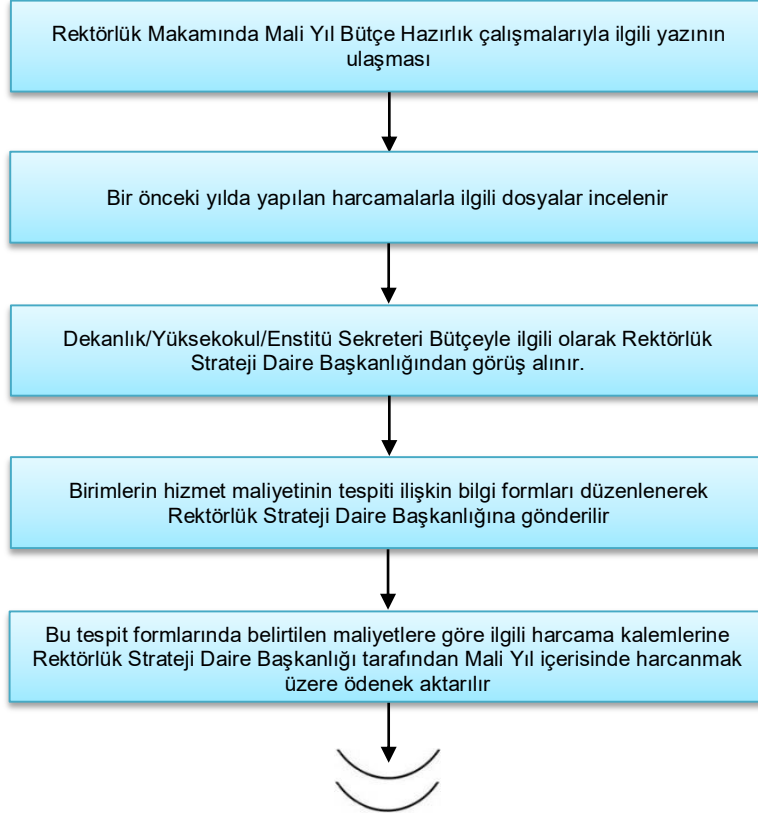 Rektörlük Makamında Mali Yıl Bütçe Hazırlık çalışmalarıyla ilgili yazının
ulaşması
Bir önceki yılda yapılan harcamalarla ilgili dosyalar incelenir
Dekanlık/Yüksekokul/Enstitü Sekreteri Bütçeyle ilgili olarak Rektörlük
Strateji Daire Başkanlığından görüş alınır.
Birimlerin hizmet maliyetinin tespiti ilişkin bilgi formları düzenlenerek
Rektörlük Strateji Daire Başkanlığına gönderilir
Bu tespit formlarında belirtilen maliyetlere göre ilgili harcama kalemlerine
Rektörlük Strateji Daire Başkanlığı tarafından Mali Yıl içerisinde harcanmak
üzere ödenek aktarılır